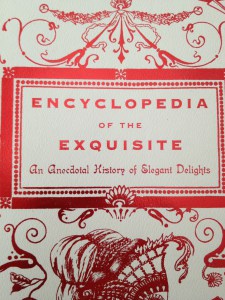 ENCYCLOPEDIA
OF THE
EXQUISITE
An Anecdotal History of Elegant Delights